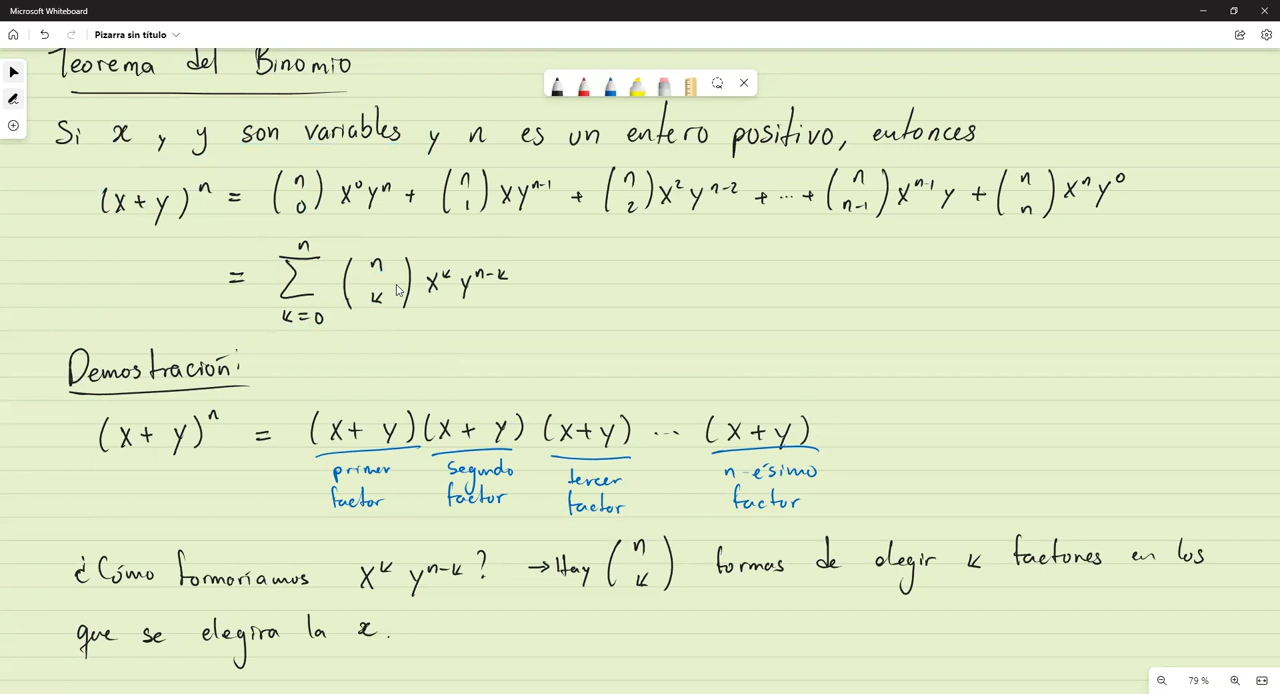 Microsoft Whiteboard
Pizarra sin título
Teorema del Binomio
Si x, y son variables y n es un entero positivo, entonces
(x+y)^n = (n 0) x^0 y^n + (n 1) x y^{n-1} + (n 2) x^2 y^{n-2} + ... + (n n-1) x^{n-1} y + (n n) x^n y^0
= ∑_{k=0}^{n} (n k) x^k y^{n-k}
Demostración:
(x+y)^n = (x+y)(x+y)(x+y) ... (x+y)
primer factor segundo factor tercer factor n-ésimo factor
¿Cómo formaríamos x^k y^{n-k}? → Hay (n k) formas de elegir k factores en los
que se elegira la x.
79 %